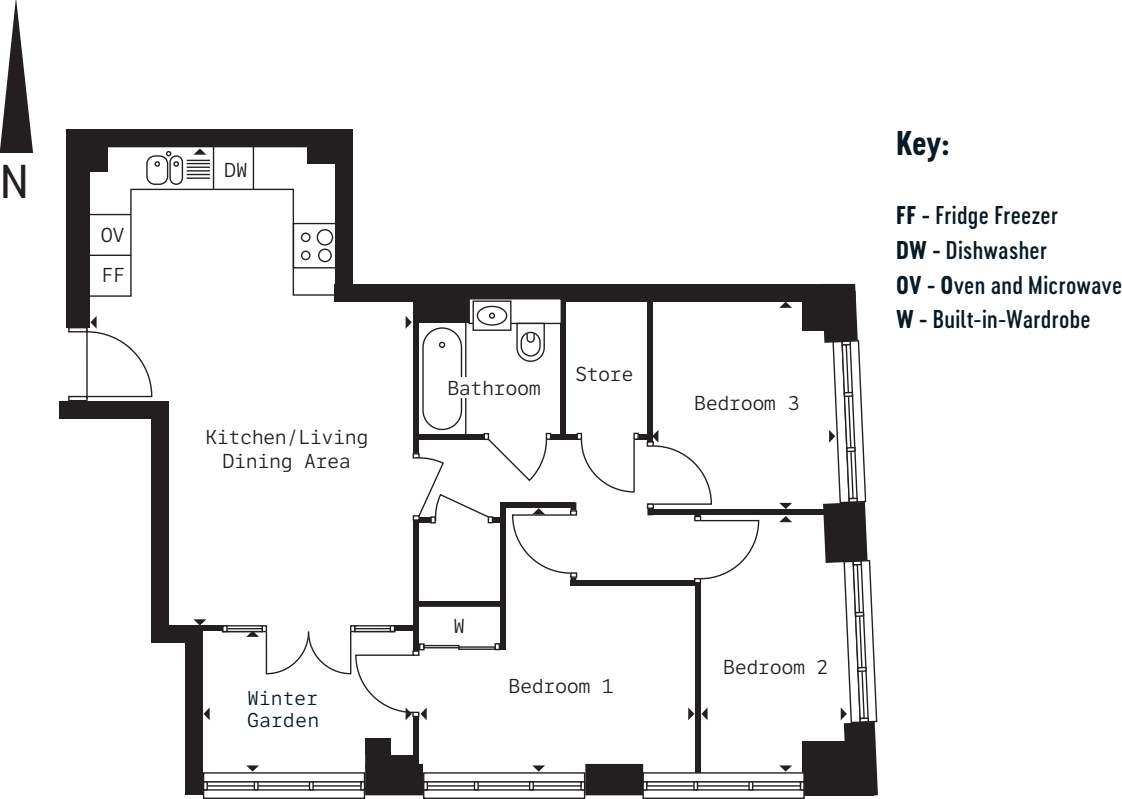 N
DW
OV
FF
Kitchen/Living
Dining Area
Bathroom
Store
Bedroom 3
W
Bedroom 1
Bedroom 2
Winter
Garden
Key:
FF - Fridge Freezer
DW - Dishwasher
OV - Oven and Microwave
W - Built-in-Wardrobe